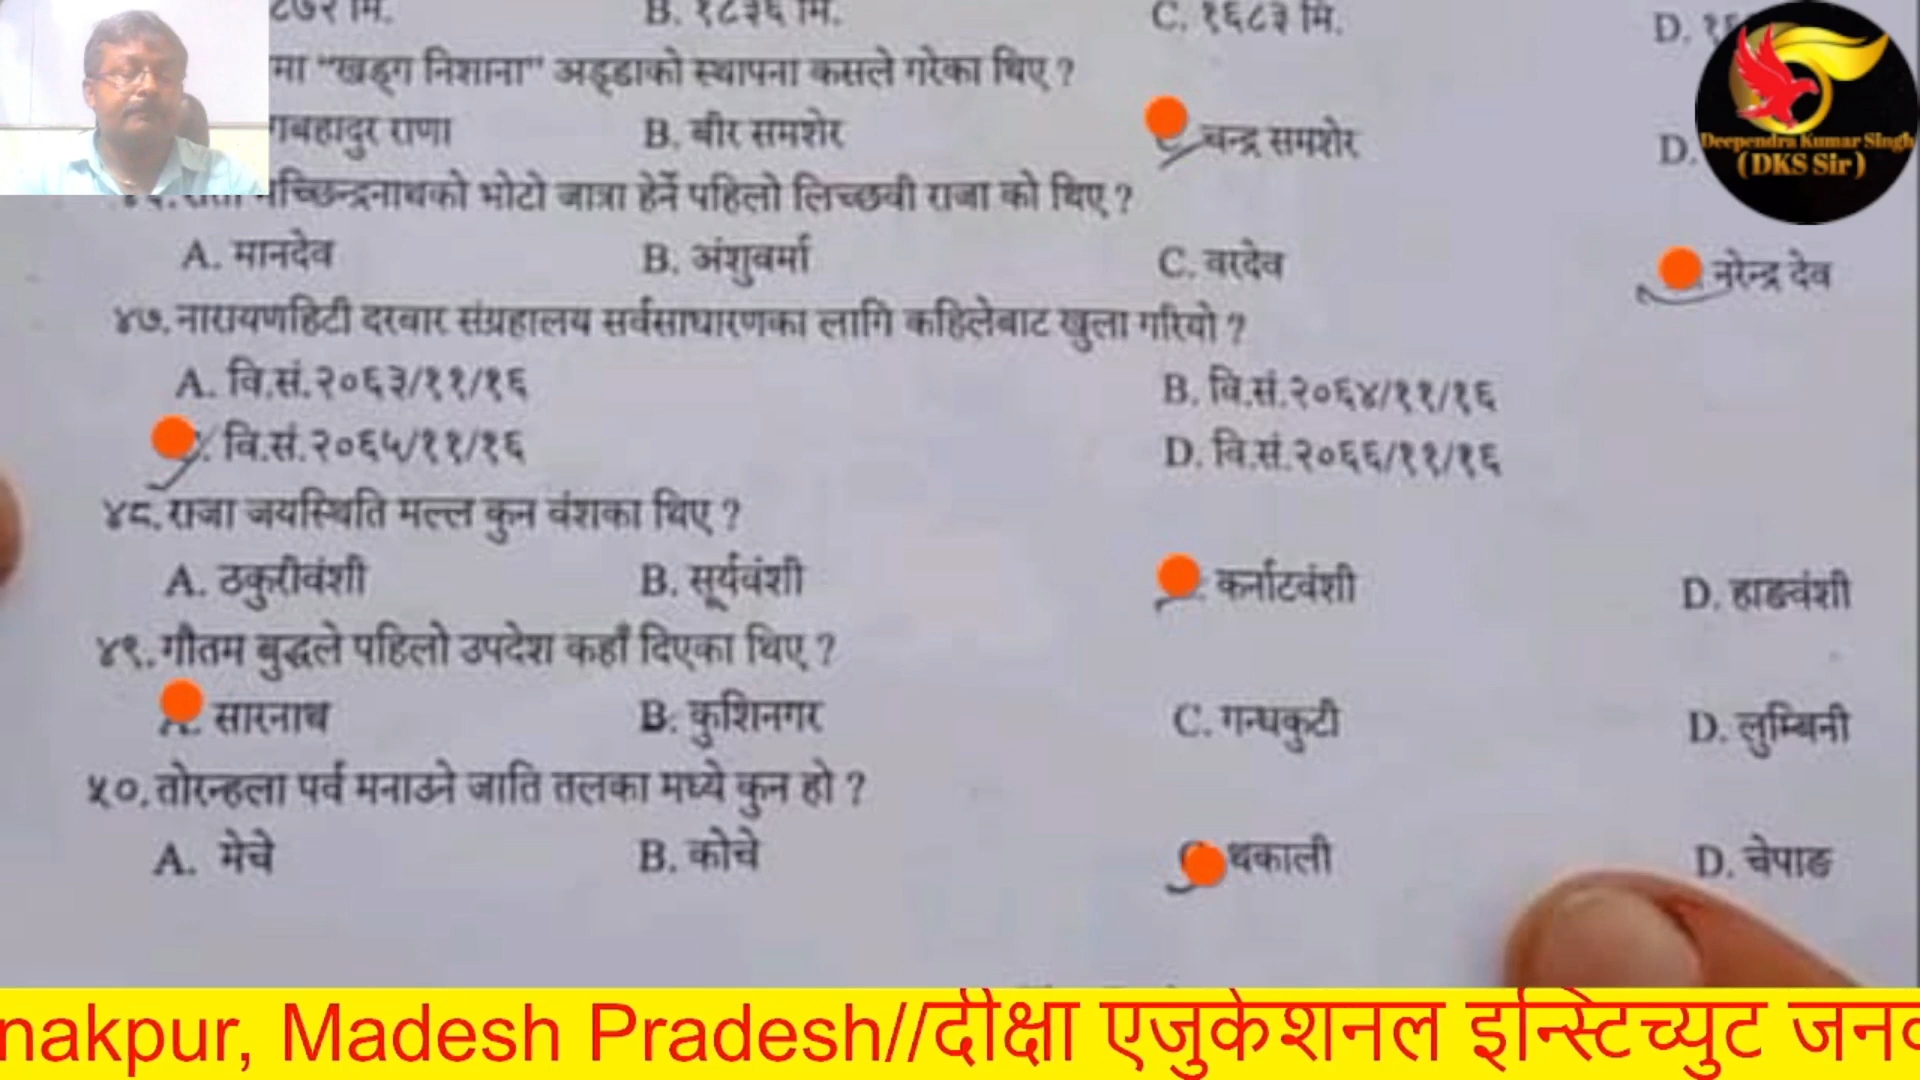 B. १८३६ मि. C. १६८३ मि. D.
मा "खड्ग निशाना" अड्डाको स्थापना कसले गरेका थिए ?
बहादुर राणा B. बीर समशेर चन्द्र समशेर D.
मच्छिन्द्रनाथको भोटो जात्रा हेर्ने पहिलो लिच्छवी राजा को थिए ?
A. मानदेव B. अंशुवर्मा C. वरदेव नरेन्द्र देव
४७. नारायणहिटी दरबार संग्रहालय सर्वसाधारणका लागि कहिलेबाट खुला गरियो ?
A. वि.सं.२०६३/११/१६ B. वि.सं.२०६४/११/१६
वि.सं.२०६५/११/१६ D. वि.सं.२०६६/११/१६
४८. राजा जयस्थिति मल्ल कुन वंशका थिए ?
A. ठकुरीवंशी B. सूर्यवंशी कर्नाटवंशी D. हाङवंशी
४९. गौतम बुद्धले पहिलो उपदेश कहाँ दिएका थिए ?
A. सारनाथ B. कुशिनगर C. गन्धकुटी D. लुम्बिनी
५०. तोरन्हला पर्व मनाउने जाति तलका मध्ये कुन हो ?
A. मेचे B. कोचे C थकाली D. चेपाङ
Deependra Kumar Singh
(DKS Sir)
nakpur, Madesh Pradesh//दीक्षा एजुकेशनल इन्स्टिच्युट जनक